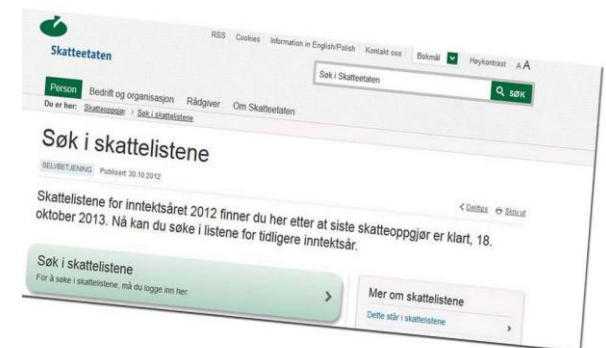 Skatteetaten
RSS Cookies Information in English/Polish Kontakt oss Bokmål Høykontrast A A
Søk i Skatteetaten SØK
Person Bedrift og organisasjon Rådgiver Om Skatteetaten
Du er her: Skatteoppgjør > Søk i skattelistene
Søk i skattelistene
SELVBETJENING Publisert 30.10.2012
Del/tips Skriv ut
Skattelistene for inntektsåret 2012 finner du her etter at siste skatteoppgjør er klart, 18.
oktober 2013. Nå kan du søke i listene for tidligere inntektsår.
Søk i skattelistene
For å søke i skattelistene, må du logge inn her.
Mer om skattelistene
Dette står i skattelistene